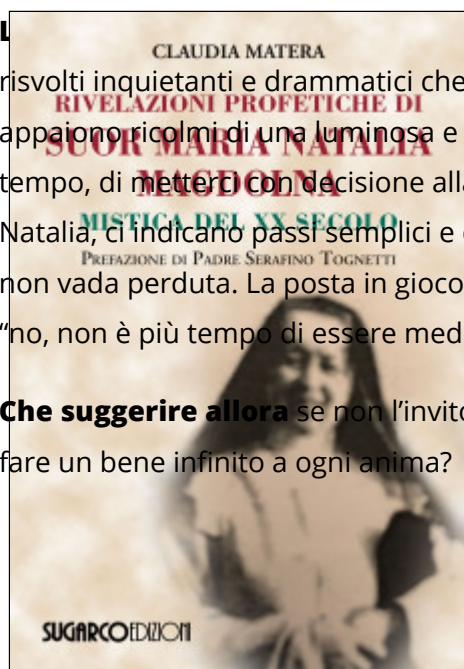 L
CLAUDIA MATERA
risvolti inquietanti e drammatici che
RIVELAZIONI PROFETICHE DI
appaiono ricolmi di una luminosa e
SUOR MARIA NATALIA
tempo, di metterci con decisione all
MAGDOLNA
Natalia, ci indicano passi semplici e
MISTICA DEL XX SECOLO
PREFAZIONE DI PADRE SERAFINO TOGNETTI
non vada perduta. La posta in gioco
“no, non è più tempo di essere med
Che suggerire allora se non l’invito
fare un bene infinito a ogni anima?
SUGARCOEDIZIONI